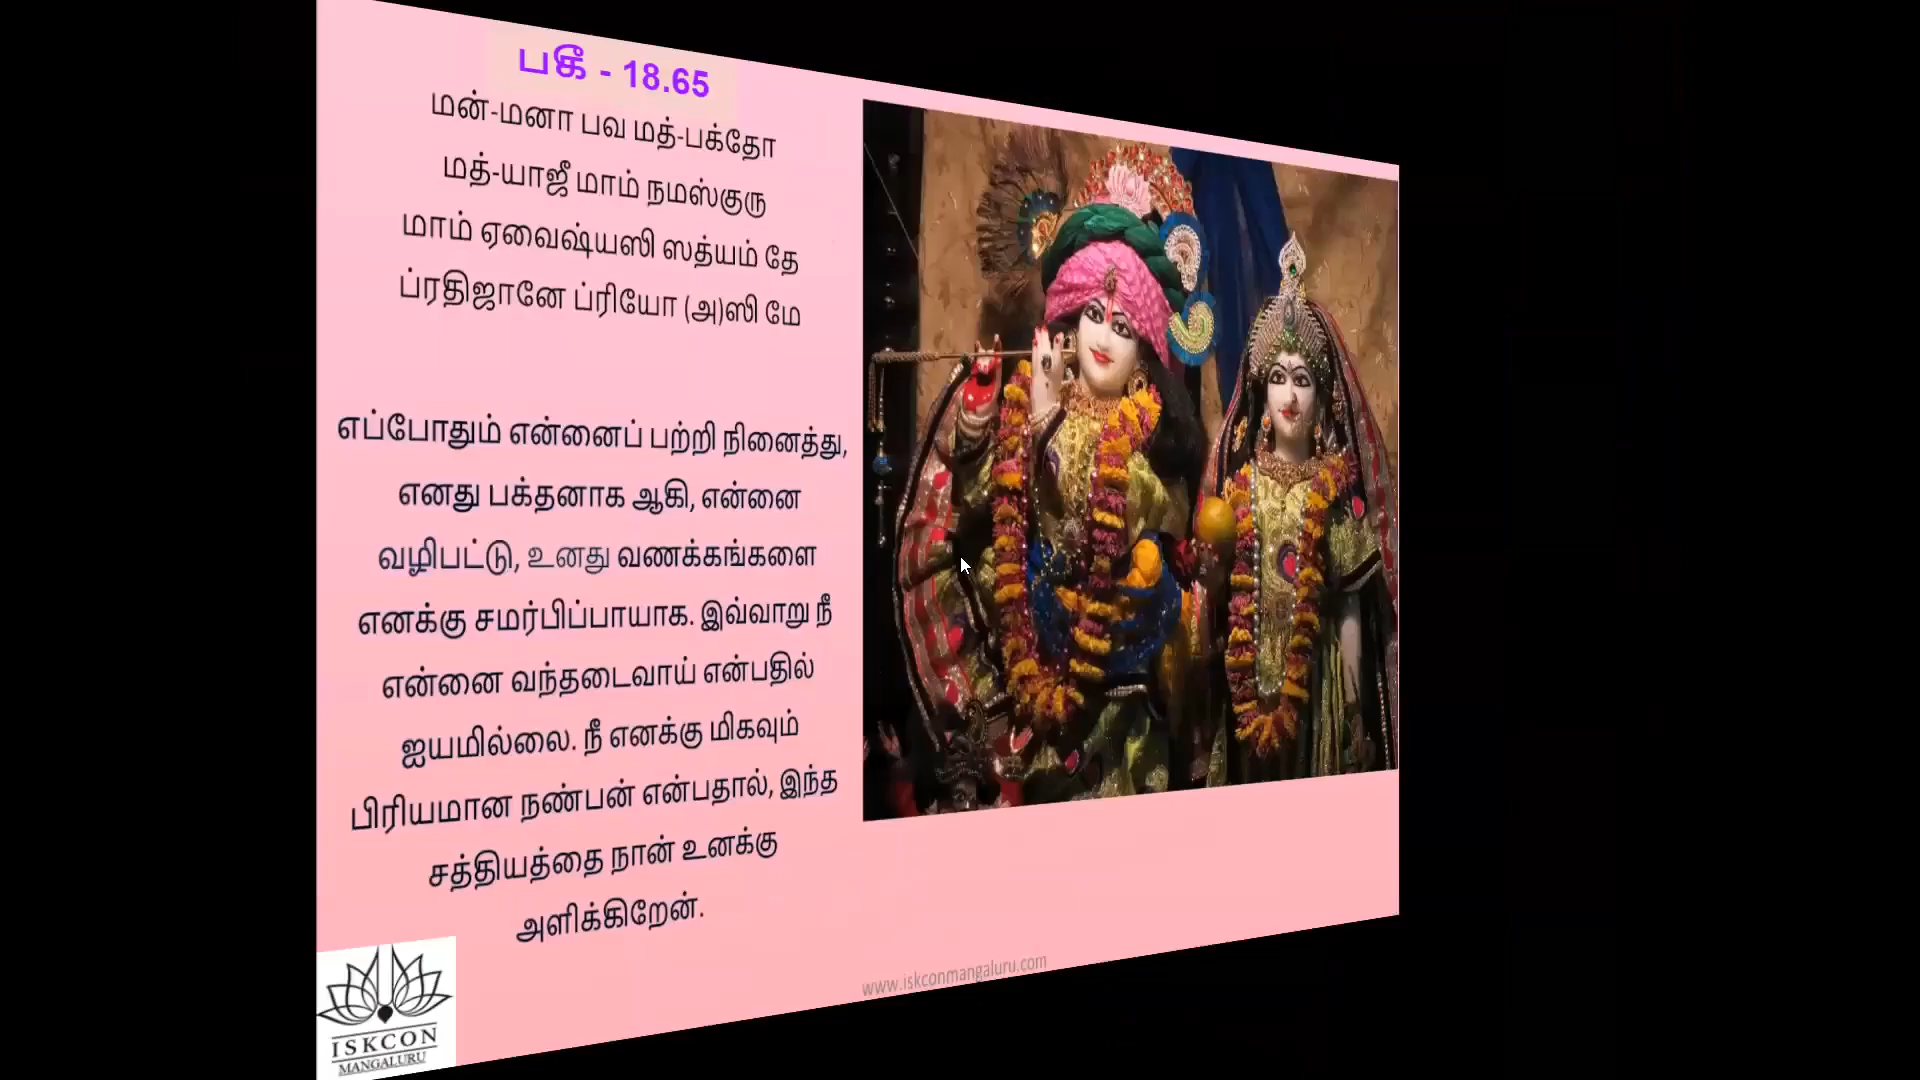 பகீ - 18.65
மன்-மனா பவ மத்-பக்தோ
மத்-யாஜீ மாம் நமஸ்குரு
மாம் ஏவைஷ்யஸி ஸத்யம் தே
ப்ரதிஜானே ப்ரியோ (அ)ஸி மே
எப்போதும் என்னைப் பற்றி நினைத்து,
எனது பக்தனாக ஆகி, என்னை
வழிபட்டு, உனது வணக்கங்களை
எனக்கு சமர்பிப்பாயாக. இவ்வாறு நீ
என்னை வந்தடைவாய் என்பதில்
ஐயமில்லை. நீ எனக்கு மிகவும்
பிரியமான நண்பன் என்பதால், இந்த
சத்தியத்தை நான் உனக்கு
அளிக்கிறேன்.
www.iskconmangaluru.com
ISKCON
MANGALURU